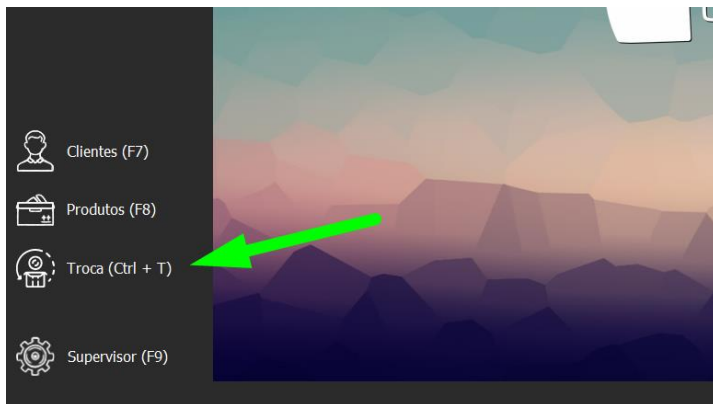 Clientes (F7)
Produtos (F8)
Troca (Ctrl + T)
Supervisor (F9)